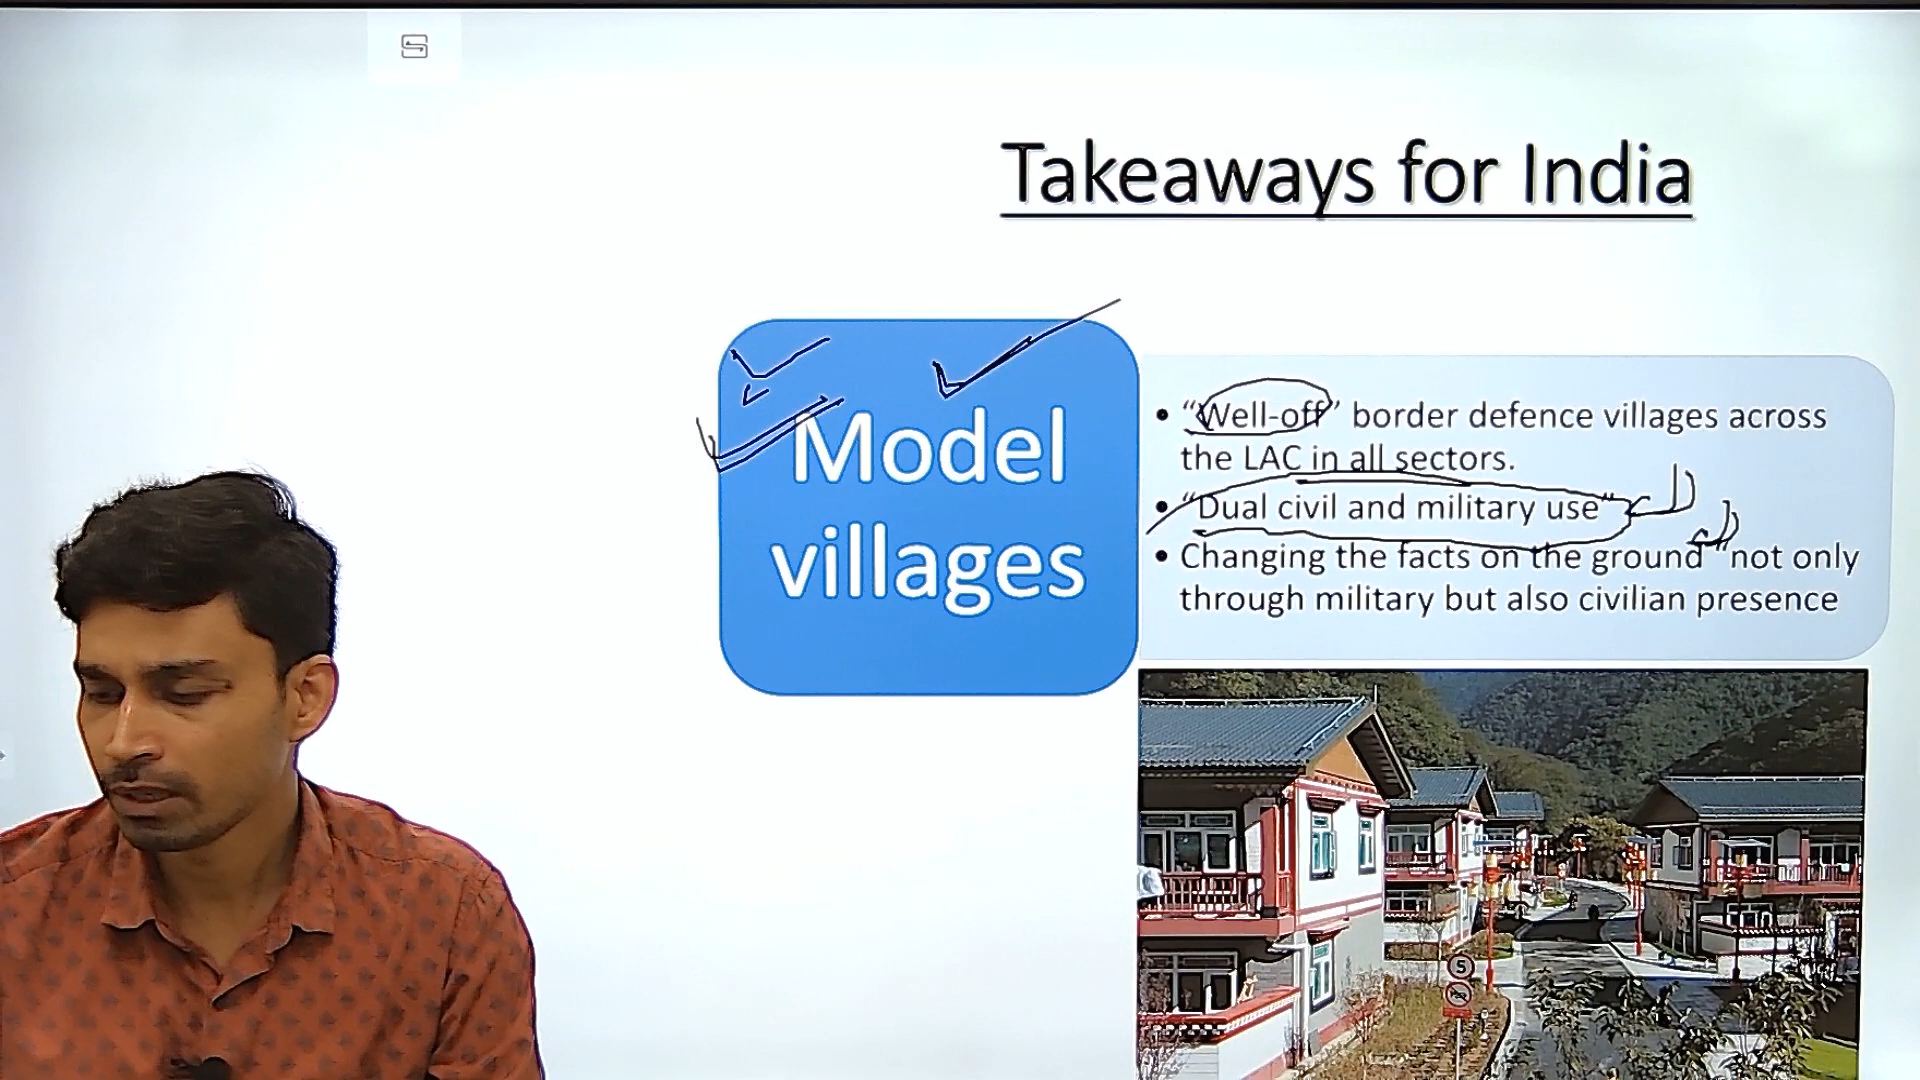 Takeaways for India
Model
villages
• “Well-off” border defence villages across
the LAC in all sectors.
• “Dual civil and military use”
• Changing the facts on the ground “not only
through military but also civilian presence
5